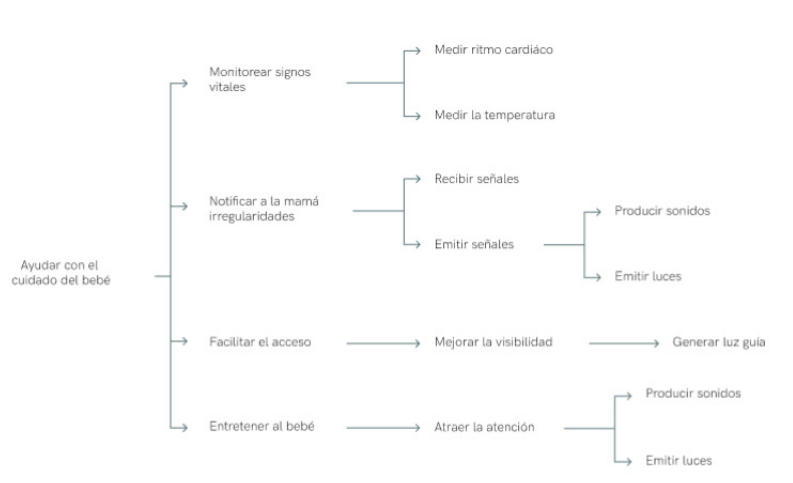 Ayudar con el
cuidado del bebé
Monitorear signos
vitales
Medir ritmo cardiáco
Medir la temperatura
Notificar a la mamá
irregularidades
Recibir señales
Emitir señales
Producir sonidos
Emitir luces
Facilitar el acceso
Mejorar la visibilidad
Generar luz guía
Entretener al bebé
Atraer la atención
Producir sonidos
Emitir luces